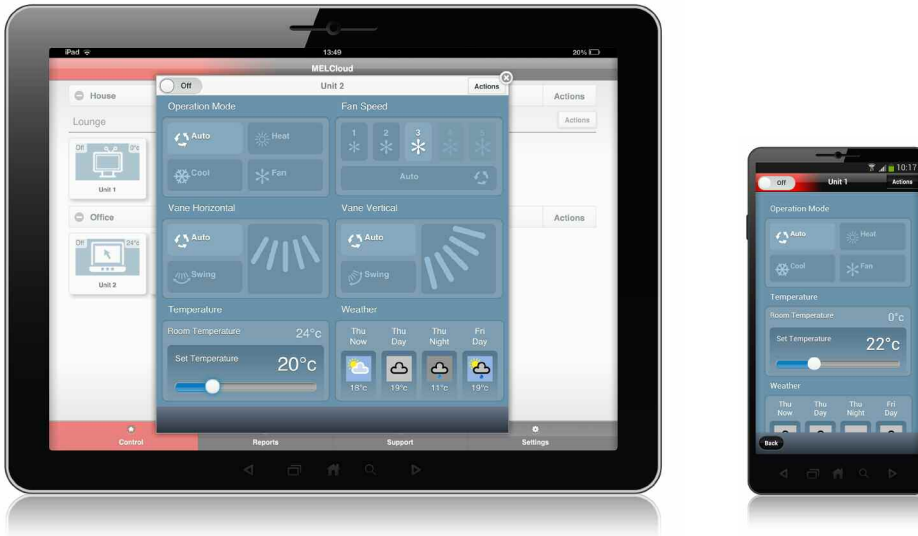 iPad 13:49 20%
MELCloud
House Actions
Off Unit 2 Actions
Lounge Actions
Operation Mode Fan Speed
Auto Heat 1 2 3 4 5
Cool Fan Auto
Off 0°c
Unit 1
Vane Horizontal Vane Vertical
Office Actions
Auto Auto
Swing Swing
Off 24°c
Unit 2
Temperature Weather
Room Temperature 24°c
Set Temperature 20°c
Thu Now Thu Day Thu Night Fri Day
18°c 19°c 11°c 19°c
Control Reports Support Settings
10:17
Off Unit 1 Actions
Operation Mode
Auto Heat
Cool Fan
Temperature
Room Temperature 0°c
Set Temperature 22°c
Weather
Thu Now Thu Day Thu Night Fri Day
Back